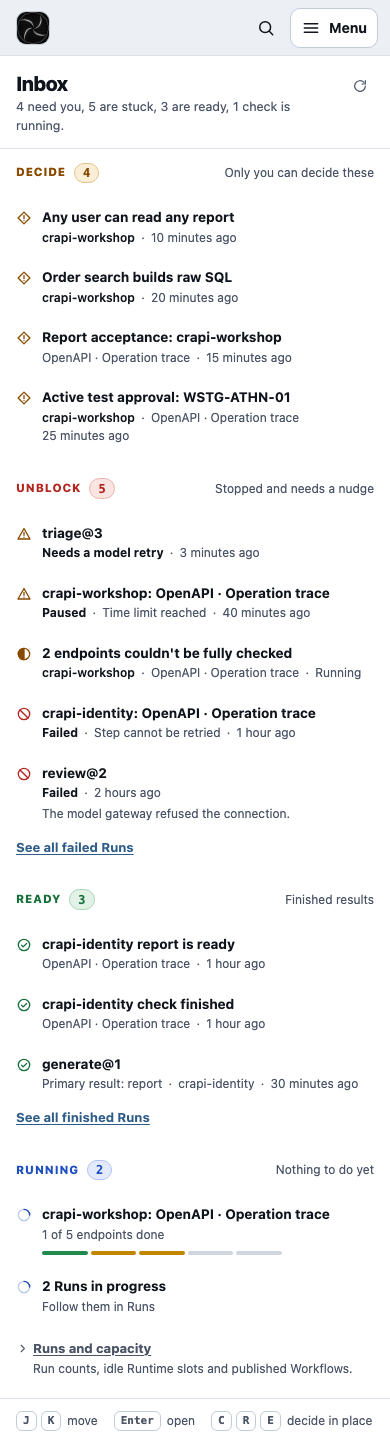 Menu
Inbox
4 need you, 5 are stuck, 3 are ready, 1 check is
running.
DECIDE 4 Only you can decide these
Any user can read any report
crapi-workshop · 10 minutes ago
Order search builds raw SQL
crapi-workshop · 20 minutes ago
Report acceptance: crapi-workshop
OpenAPI · Operation trace · 15 minutes ago
Active test approval: WSTG-ATHN-01
crapi-workshop · OpenAPI · Operation trace
25 minutes ago
UNBLOCK 5 Stopped and needs a nudge
triage@3
Needs a model retry · 3 minutes ago
crapi-workshop: OpenAPI · Operation trace
Paused · Time limit reached · 40 minutes ago
2 endpoints couldn't be fully checked
crapi-workshop · OpenAPI · Operation trace · Running
crapi-identity: OpenAPI · Operation trace
Failed · Step cannot be retried · 1 hour ago
review@2
Failed · 2 hours ago
The model gateway refused the connection.
See all failed Runs
READY 3 Finished results
crapi-identity report is ready
OpenAPI · Operation trace · 1 hour ago
crapi-identity check finished
OpenAPI · Operation trace · 1 hour ago
generate@1
Primary result: report · crapi-identity · 30 minutes ago
See all finished Runs
RUNNING 2 Nothing to do yet
crapi-workshop: OpenAPI · Operation trace
1 of 5 endpoints done
2 Runs in progress
Follow them in Runs
Runs and capacity
Run counts, idle Runtime slots and published Workflows.
J K move Enter open C R E decide in place